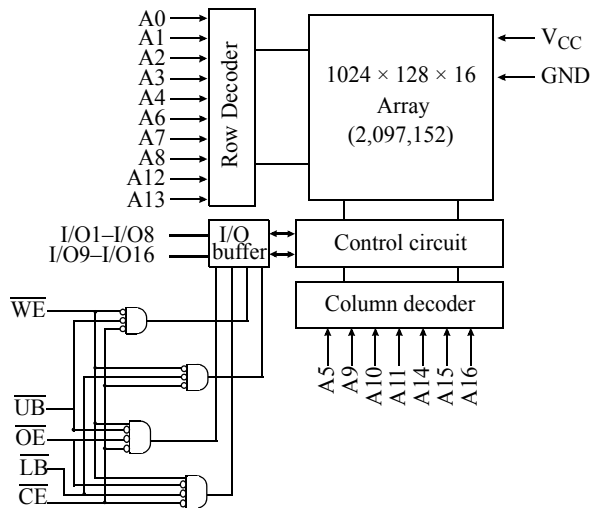 A0
A1
A2
A3
A4
A6
A7
A8
A12
A13
Row Decoder
1024 × 128 × 16
Array
(2,097,152)
VCC
GND
I/O1–I/O8
I/O9–I/O16
I/O
buffer
Control circuit
Column decoder
A5
A9
A10
A11
A14
A15
A16
WE
UB
OE
LB
CE